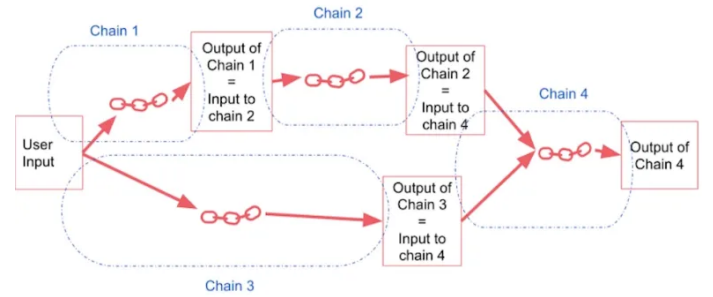 Chain 1
Chain 2
Output of
Chain 1
=
Input to
chain 2
Output of
Chain 2
=
Input to
chain 4
Chain 4
User
Input
Output of
Chain 4
Output of
Chain 3
=
Input to
chain 4
Chain 3